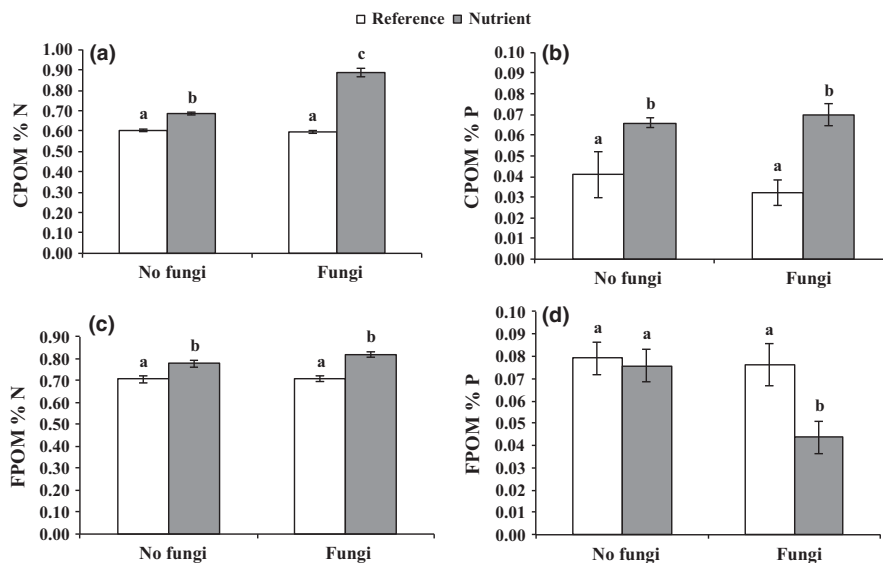 Reference Nutrient
(a)
CPOM % N
1.00
0.90
0.80
0.70
0.60
0.50
0.40
0.30
0.20
0.10
0.00
a
b
a
c
No fungi
Fungi
(b)
CPOM % P
0.10
0.09
0.08
0.07
0.06
0.05
0.04
0.03
0.02
0.01
0.00
a
b
a
b
No fungi
Fungi
(c)
FPOM % N
0.90
0.80
0.70
0.60
0.50
0.40
0.30
0.20
0.10
0.00
a
b
a
b
No fungi
Fungi
(d)
FPOM % P
0.10
0.09
0.08
0.07
0.06
0.05
0.04
0.03
0.02
0.01
0.00
a
a
a
b
No fungi
Fungi